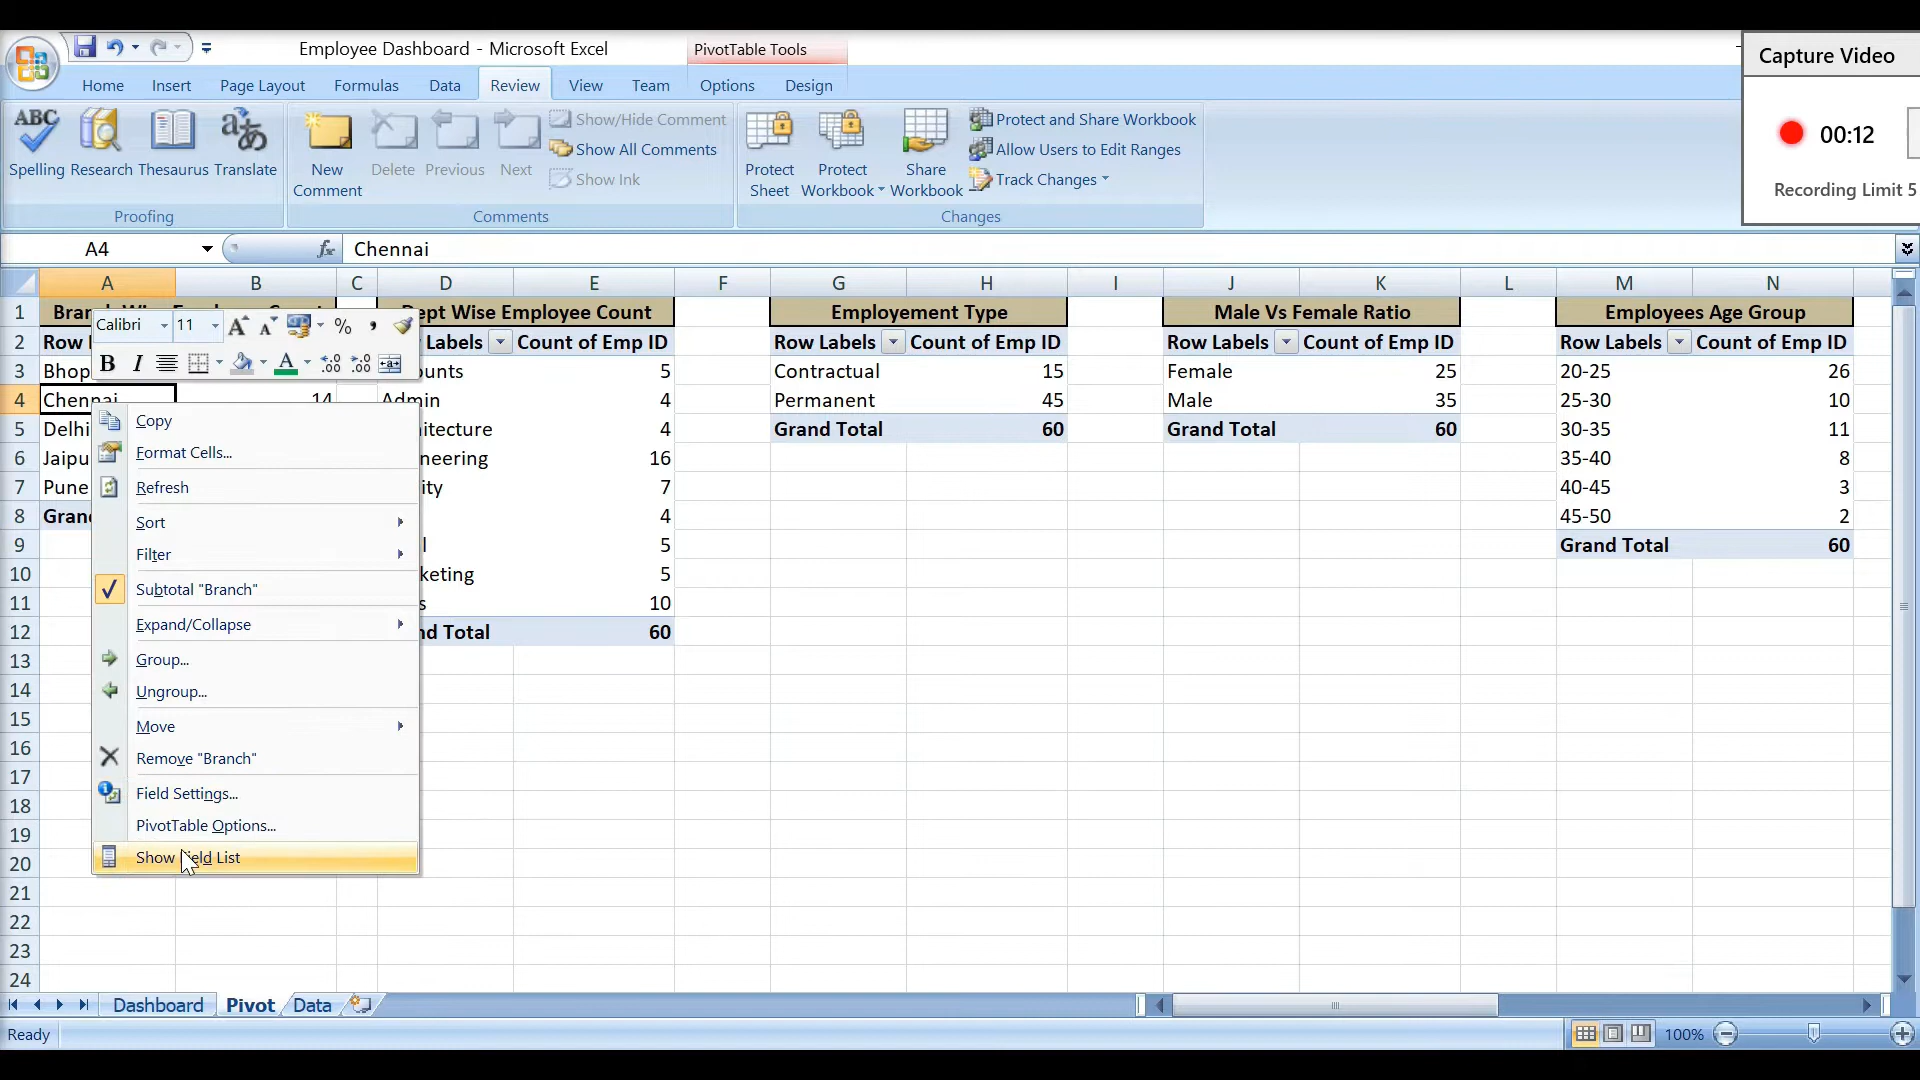 Employee Dashboard - Microsoft Excel
PivotTable Tools
Capture Video
Home Insert Page Layout Formulas Data Review View Team Options Design
ABC
Spelling Research Thesaurus Translate
New Comment
Delete Previous Next
Show/Hide Comment
Show All Comments
Show Ink
Protect Sheet
Protect Workbook
Share Workbook
Protect and Share Workbook
Allow Users to Edit Ranges
Track Changes
00:12
Recording Limit 5
Proofing Comments Changes
A4 fx Chennai
A B C D E F G H I J K L M N
1 Employee Count Employement Type Male Vs Female Ratio Employees Age Group
Calibri 11 A A %
2 Row Labels Count of Emp ID Row Labels Count of Emp ID Row Labels Count of Emp ID Row Labels Count of Emp ID
B I A
3 Bhop 5 Contractual 15 Female 25 20-25 26
4 Chennai 14 Admin 4 Permanent 45 Male 35 25-30 10
5 Delhi 4 Grand Total 60 Grand Total 60 30-35 11
6 Jaipu 16 35-40 8
7 Pune 7 40-45 3
8 Gran 4 45-50 2
9 5 Grand Total 60
10 keting 5
11 10
12 Total 60
13
14
15
16
17
18
19
20
21
22
23
24
Copy
Format Cells...
Refresh
Sort
Filter
Subtotal "Branch"
Expand/Collapse
Group...
Ungroup...
Move
Remove "Branch"
Field Settings...
PivotTable Options...
Show Field List
Dashboard Pivot Data
Ready 100%